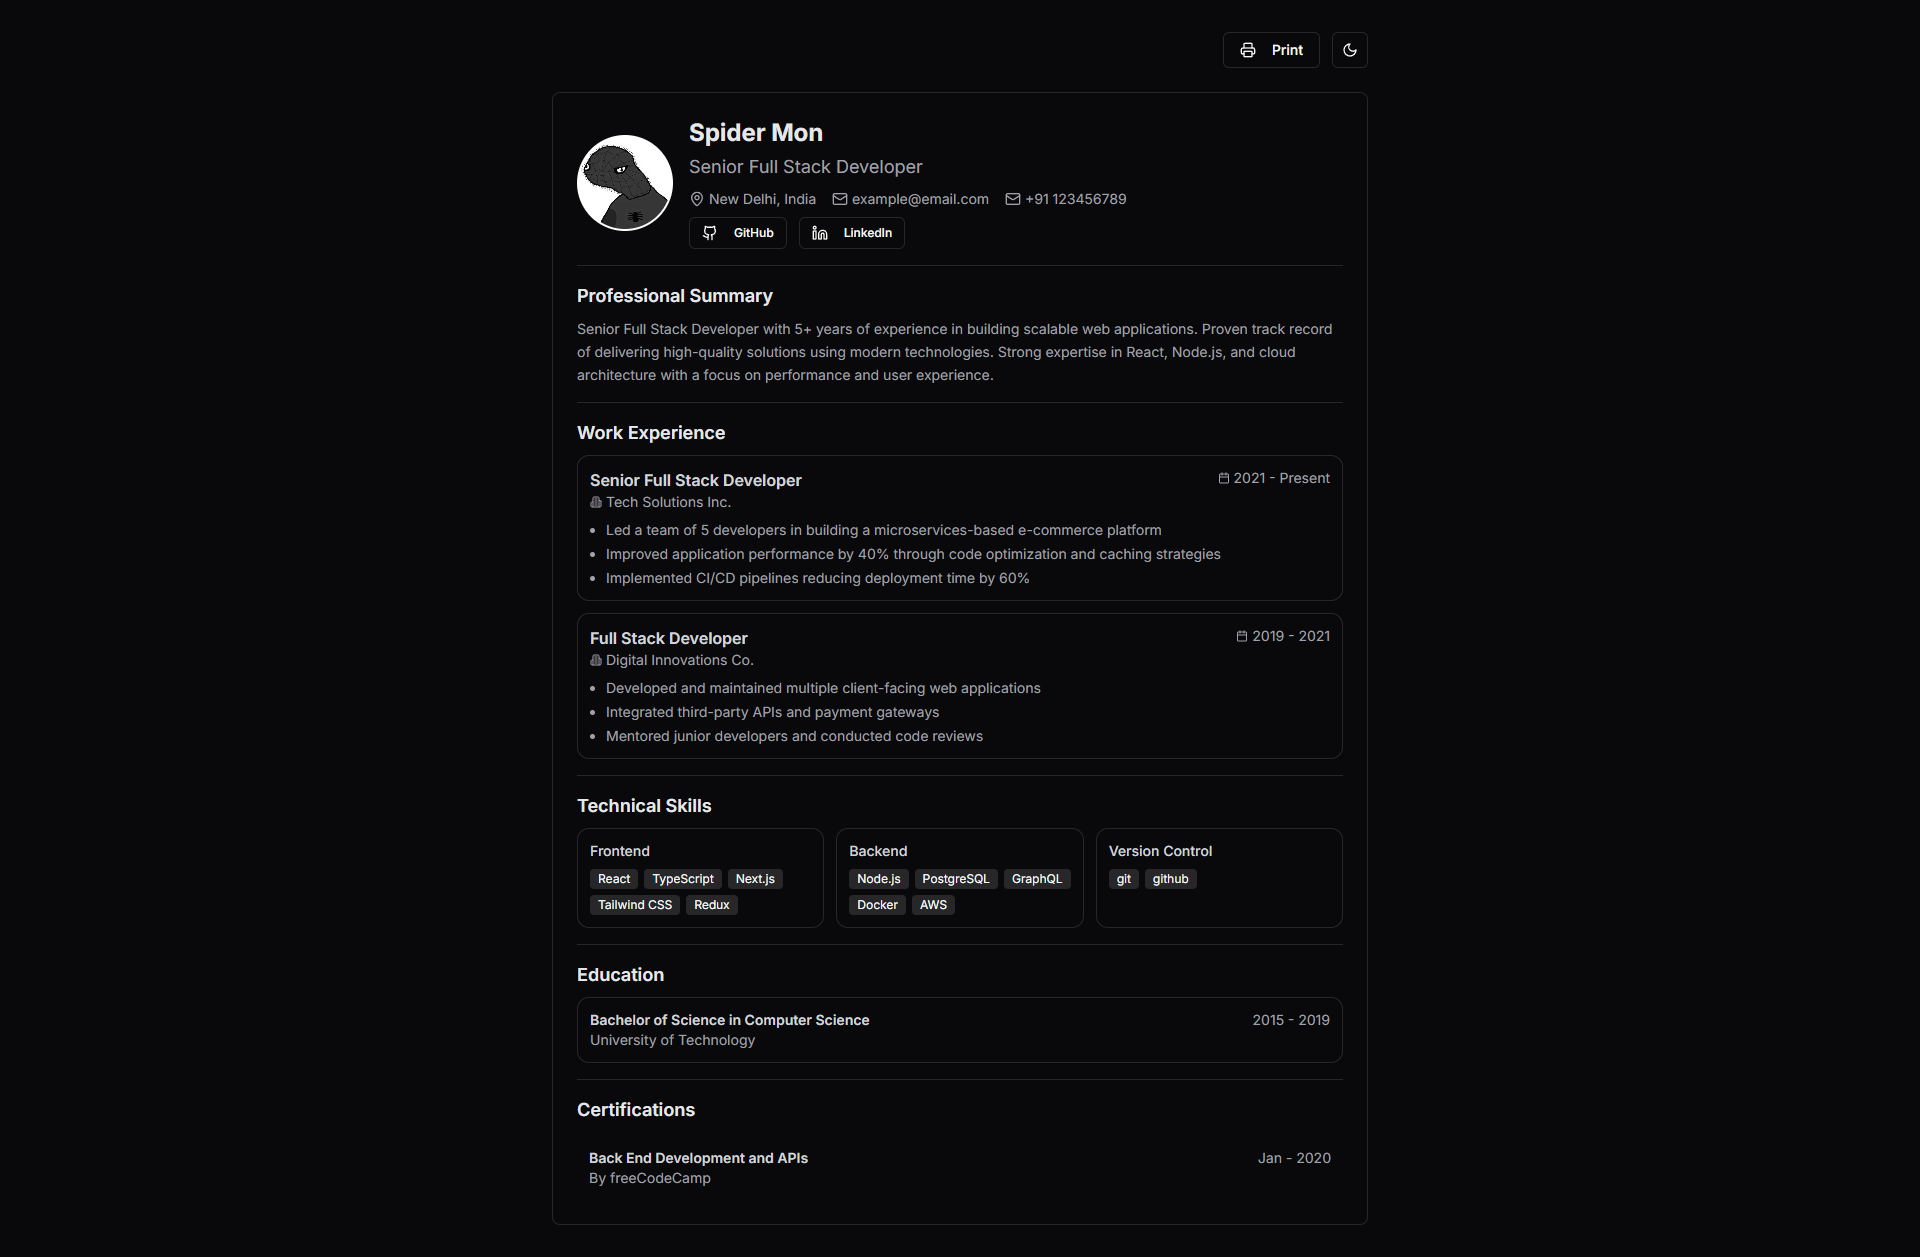 Print
Spider Mon
Senior Full Stack Developer
New Delhi, India example@email.com +91 123456789
GitHub LinkedIn
Professional Summary
Senior Full Stack Developer with 5+ years of experience in building scalable web applications. Proven track record
of delivering high-quality solutions using modern technologies. Strong expertise in React, Node.js, and cloud
architecture with a focus on performance and user experience.
Work Experience
Senior Full Stack Developer 2021 - Present
Tech Solutions Inc.
• Led a team of 5 developers in building a microservices-based e-commerce platform
• Improved application performance by 40% through code optimization and caching strategies
• Implemented CI/CD pipelines reducing deployment time by 60%
Full Stack Developer 2019 - 2021
Digital Innovations Co.
• Developed and maintained multiple client-facing web applications
• Integrated third-party APIs and payment gateways
• Mentored junior developers and conducted code reviews
Technical Skills
Frontend
React TypeScript Next.js
Tailwind CSS Redux
Backend
Node.js PostgreSQL GraphQL
Docker AWS
Version Control
git github
Education
Bachelor of Science in Computer Science 2015 - 2019
University of Technology
Certifications
Back End Development and APIs Jan - 2020
By freeCodeCamp